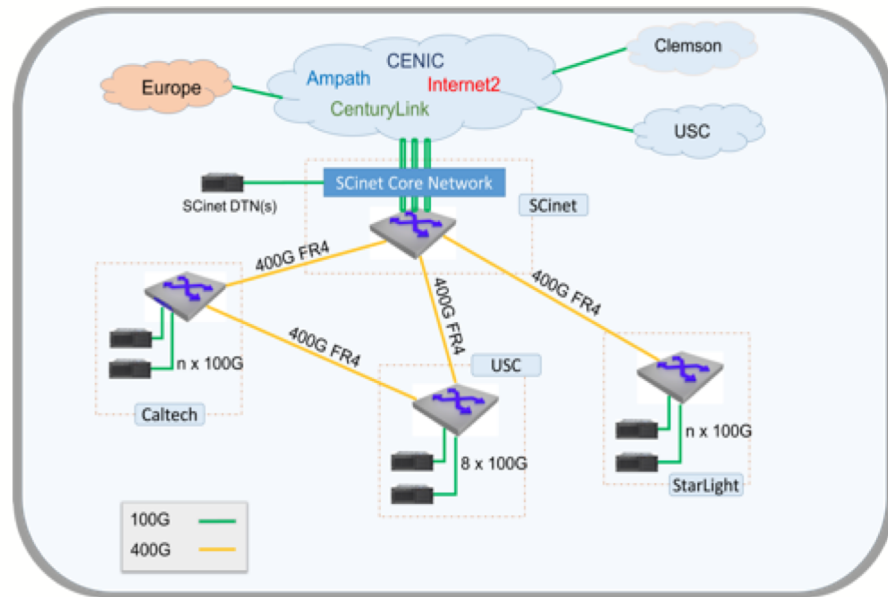 CENIC
Clemson
Ampath
Internet2
Europe
CenturyLink
USC
SCinet Core Network
SCinet DTN(s)
SCinet
400G FR4
400G FR4
400G FR4
400G FR4
n x 100G
USC
Caltech
n x 100G
8 x 100G
StarLight
100G
400G